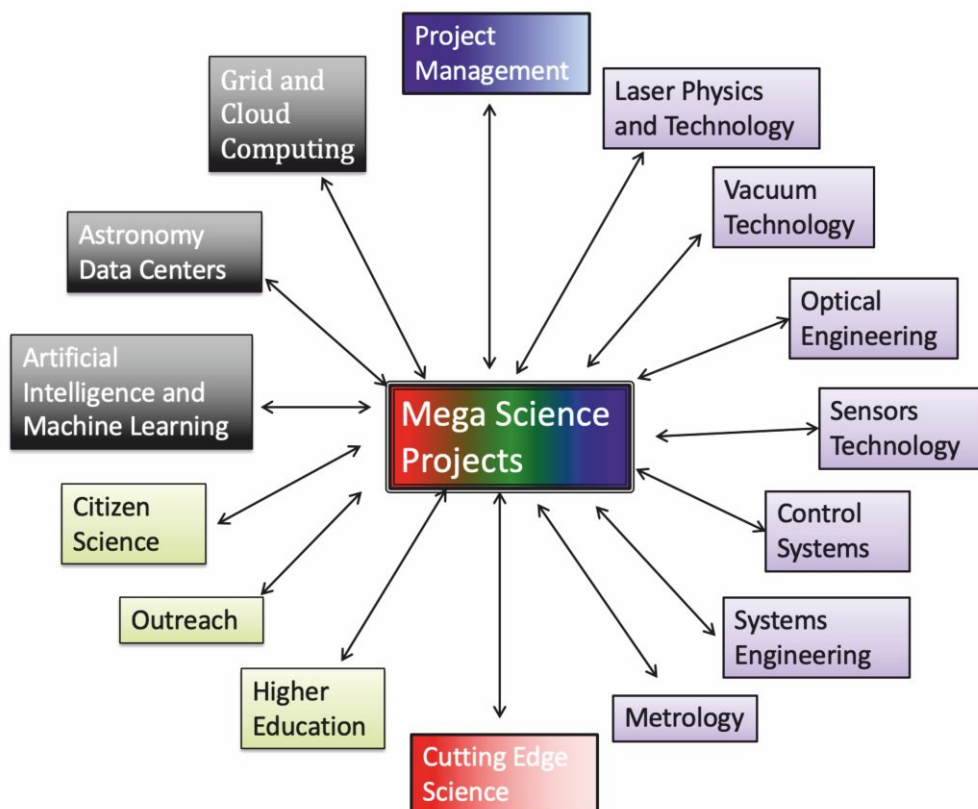 Project
Management
Grid and
Cloud
Computing
Laser Physics
and Technology
Vacuum
Technology
Astronomy
Data Centers
Optical
Engineering
Artificial
Intelligence and
Machine Learning
Mega Science
Projects
Sensors
Technology
Citizen
Science
Control
Systems
Outreach
Systems
Engineering
Higher
Education
Metrology
Cutting Edge
Science